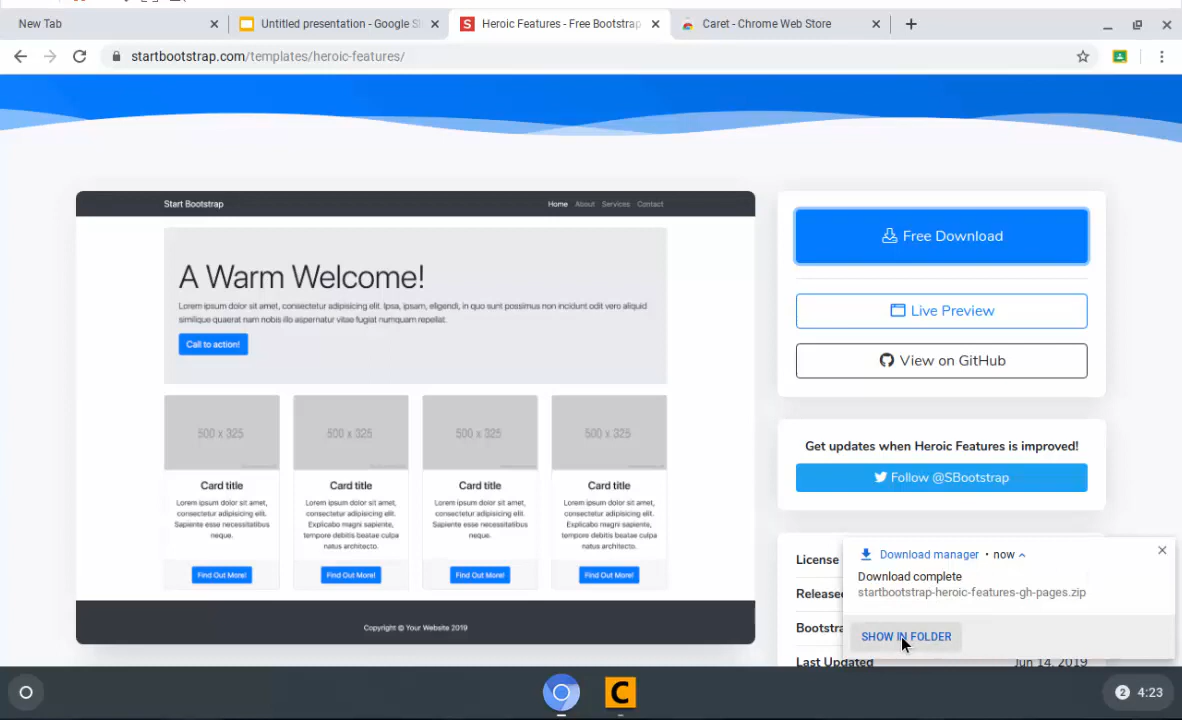 New Tab
Untitled presentation - Google Sl
Heroic Features - Free Bootstrap
Caret - Chrome Web Store
startbootstrap.com/templates/heroic-features/
Start Bootstrap
Home About Services Contact
A Warm Welcome!
Lorem ipsum dolor sit amet, consectetur adipisicing elit. Ipsa, ipsam, eligendi, in quo sunt possimus non incidunt odit vero aliquid
similique quaerat nam nobis illo aspernatur vitae fugiat numquam repellat.
Call to action!
500 x 325
500 x 325
500 x 325
500 x 325
Card title
Lorem ipsum dolor sit amet,
consectetur adipisicing elit.
Sapiente esse necessitatibus
neque.
Find Out More!
Card title
Lorem ipsum dolor sit amet,
consectetur adipisicing elit.
Explicabo magni sapiente,
tempore debitis beatae culpa
natus architecto.
Find Out More!
Card title
Lorem ipsum dolor sit amet,
consectetur adipisicing elit.
Sapiente esse necessitatibus
neque.
Find Out More!
Card title
Lorem ipsum dolor sit amet,
consectetur adipisicing elit.
Explicabo magni sapiente,
tempore debitis beatae culpa
natus architecto.
Find Out More!
Copyright © Your Website 2019
Free Download
Live Preview
View on GitHub
Get updates when Heroic Features is improved!
Follow @SBootstrap
License
Released
Bootstra
Last Updated
Jun 14, 2019
Download manager • now
Download complete
startbootstrap-heroic-features-gh-pages.zip
SHOW IN FOLDER
2 4:23